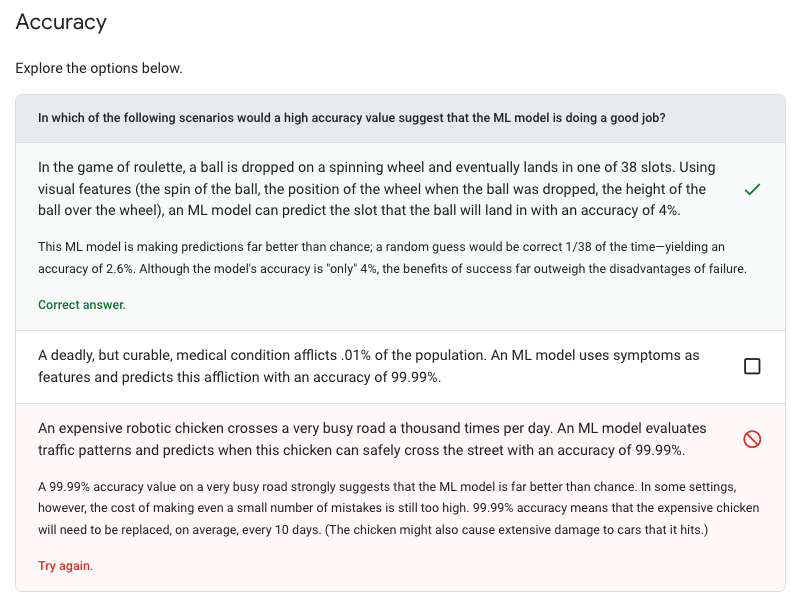 Accuracy
Explore the options below.
In which of the following scenarios would a high accuracy value suggest that the ML model is doing a good job?
In the game of roulette, a ball is dropped on a spinning wheel and eventually lands in one of 38 slots. Using
visual features (the spin of the ball, the position of the wheel when the ball was dropped, the height of the
ball over the wheel), an ML model can predict the slot that the ball will land in with an accuracy of 4%.
This ML model is making predictions far better than chance; a random guess would be correct 1/38 of the time—yielding an
accuracy of 2.6%. Although the model's accuracy is "only" 4%, the benefits of success far outweigh the disadvantages of failure.
Correct answer.
A deadly, but curable, medical condition afflicts .01% of the population. An ML model uses symptoms as
features and predicts this affliction with an accuracy of 99.99%.
An expensive robotic chicken crosses a very busy road a thousand times per day. An ML model evaluates
traffic patterns and predicts when this chicken can safely cross the street with an accuracy of 99.99%.
A 99.99% accuracy value on a very busy road strongly suggests that the ML model is far better than chance. In some settings,
however, the cost of making even a small number of mistakes is still too high. 99.99% accuracy means that the expensive chicken
will need to be replaced, on average, every 10 days. (The chicken might also cause extensive damage to cars that it hits.)
Try again.